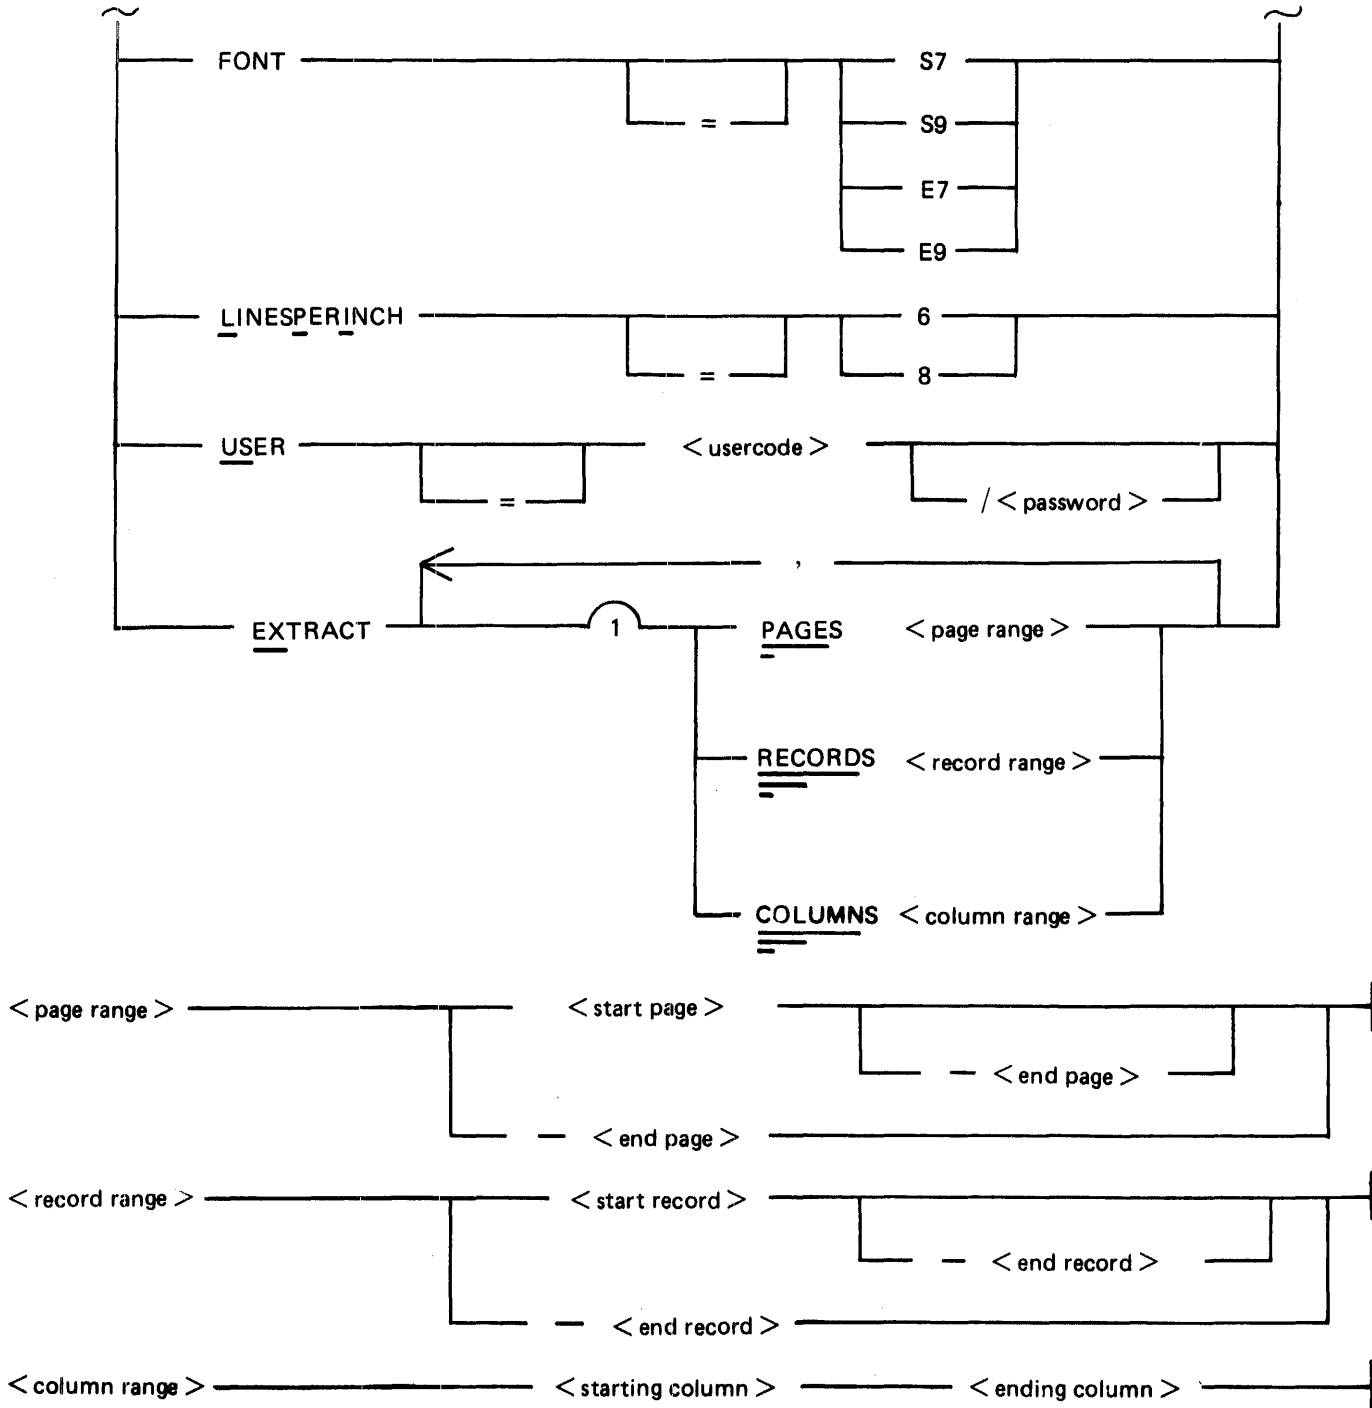 FONT S7
= S9
E7
E9
LINESPERINCH 6
= 8
USER < usercode >
= / < password >
,
EXTRACT 1 PAGES < page range >
RECORDS < record range >
COLUMNS < column range >
< page range > < start page >
— < end page >
— < end page >
< record range > < start record >
— < end record >
— < end record >
< column range > < starting column > < ending column >